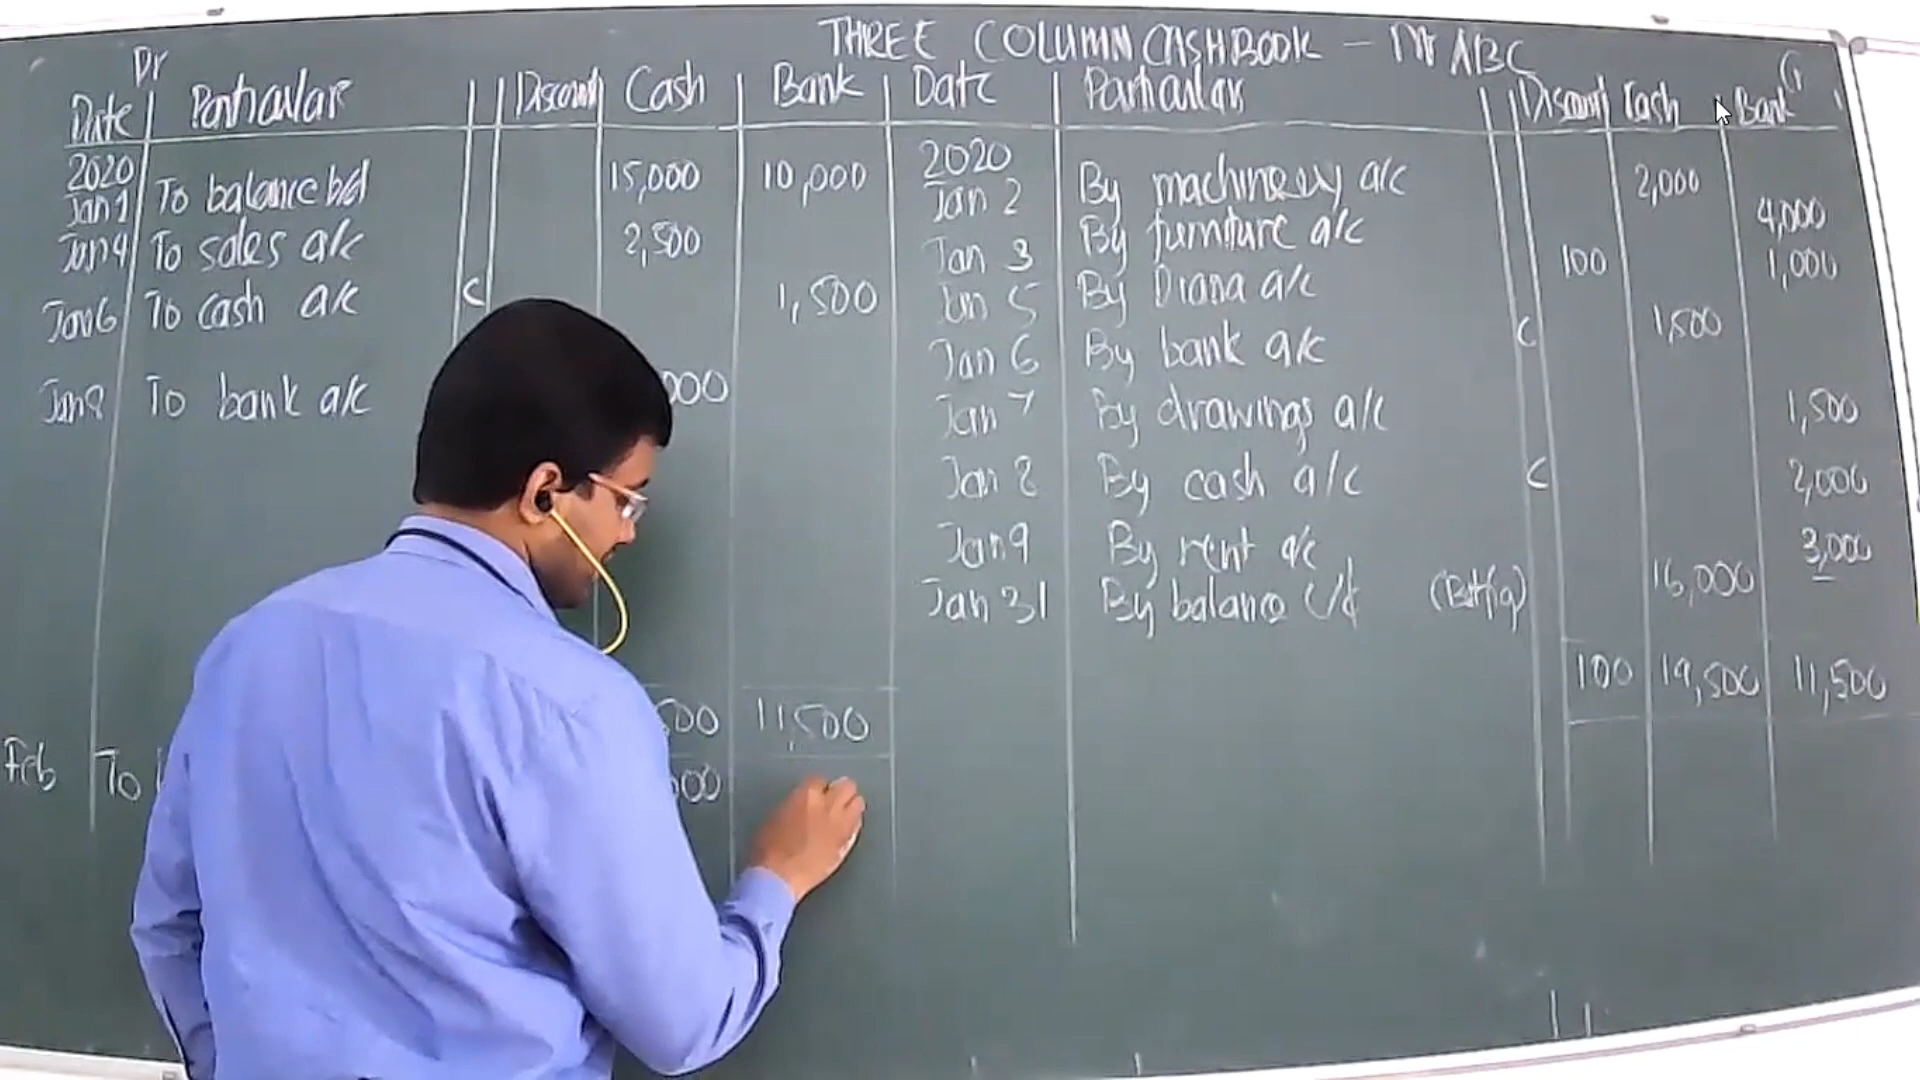 THREE COLUMN CASHBOOK - Mr ABC
Dr
Date Particular Discount Cash Bank Date Particular Discount Cash Bank
2020 2020
Jan 1 To balance b/d 15,000 10,000 Jan 2 By machinery a/c 2,000
Jan 4 To sales a/c 2,500 Jan 3 By furniture a/c 4,000
Jan 6 To cash a/c C 1,500 Jan 5 By Diana a/c 100 1,000
Jan 6 By bank a/c C 1,500
Jan 8 To bank a/c 000 Jan 7 By drawings a/c 1,500
Jan 8 By cash a/c C 2,000
Jan 9 By rent a/c 3,000
Jan 31 By balance c/d 16,000
500 11,500 100 19,500 11,500
Feb To 000